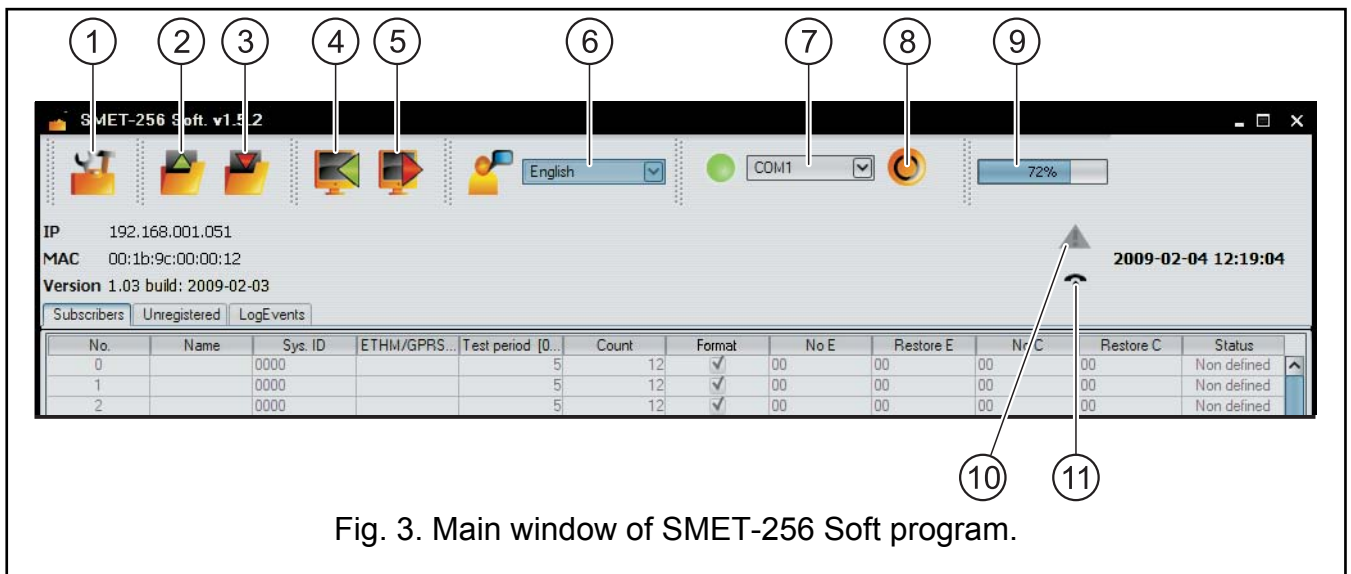 1 2 3 4 5 6 7 8 9
SMET-256 Soft. v1.5.2
English COM1 72%
IP 192.168.001.051
MAC 00:1b:9c:00:00:12
2009-02-04 12:19:04
Version 1.03 build: 2009-02-03
Subscribers Unregistered LogEvents
No. Name Sys. ID ETHM/GPRS... Test period [0... Count Format No E Restore E No C Restore C Status
0 0000 5 12 00 00 00 00 Non defined
1 0000 5 12 00 00 00 00 Non defined
2 0000 5 12 00 00 00 00 Non defined
10 11
Fig. 3. Main window of SMET-256 Soft program.